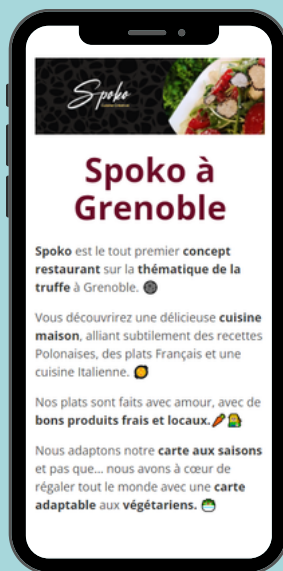 Spoko
Spoko à
Grenoble
Spoko est le tout premier concept
restaurant sur la thématique de la
truffe à Grenoble.
Vous découvrirez une délicieuse cuisine
maison, alliant subtilement des recettes
Polonaises, des plats Français et une
cuisine Italienne.
Nos plats sont faits avec amour, avec de
bons produits frais et locaux.
Nous adaptons notre carte aux saisons
et pas que... nous avons à cœur de
régaler tout le monde avec une carte
adaptable aux végétariens.